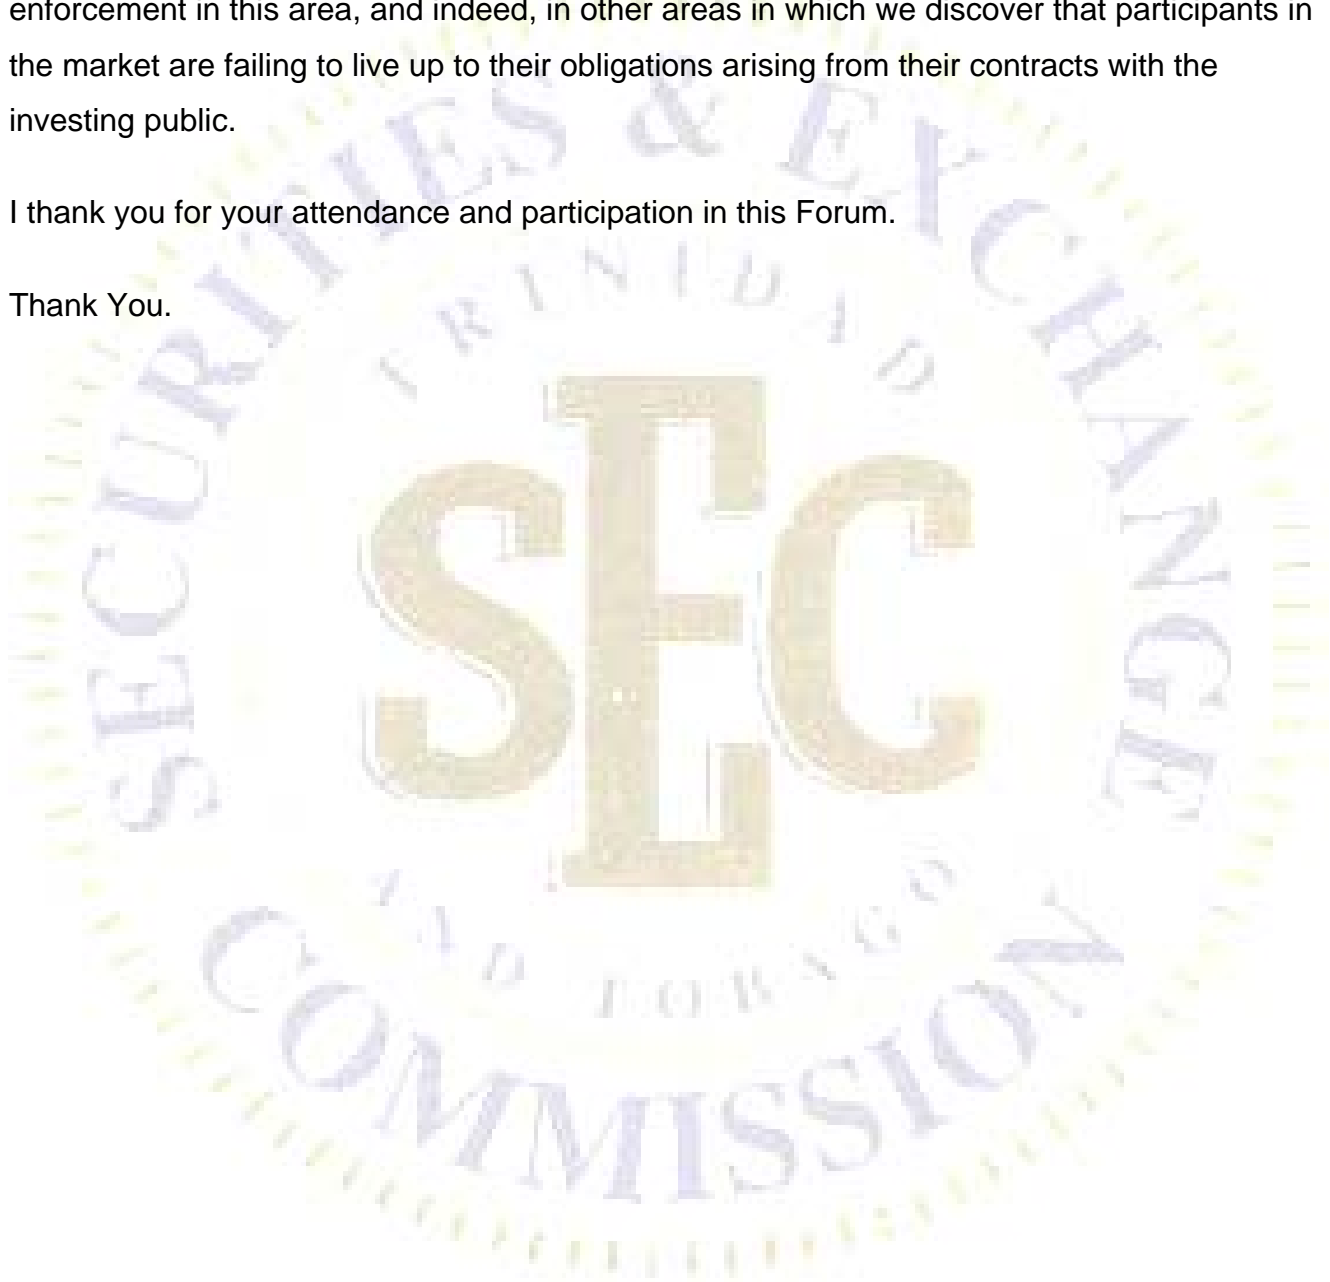 enforcement in this area, and indeed, in other areas in which we discover that participants in
the market are failing to live up to their obligations arising from their contracts with the
investing public.
I thank you for your attendance and participation in this Forum.
Thank You.
SECURITIES & EXCHANGE
TRINIDAD
SEC
AND TOBAGO
COMMISSION